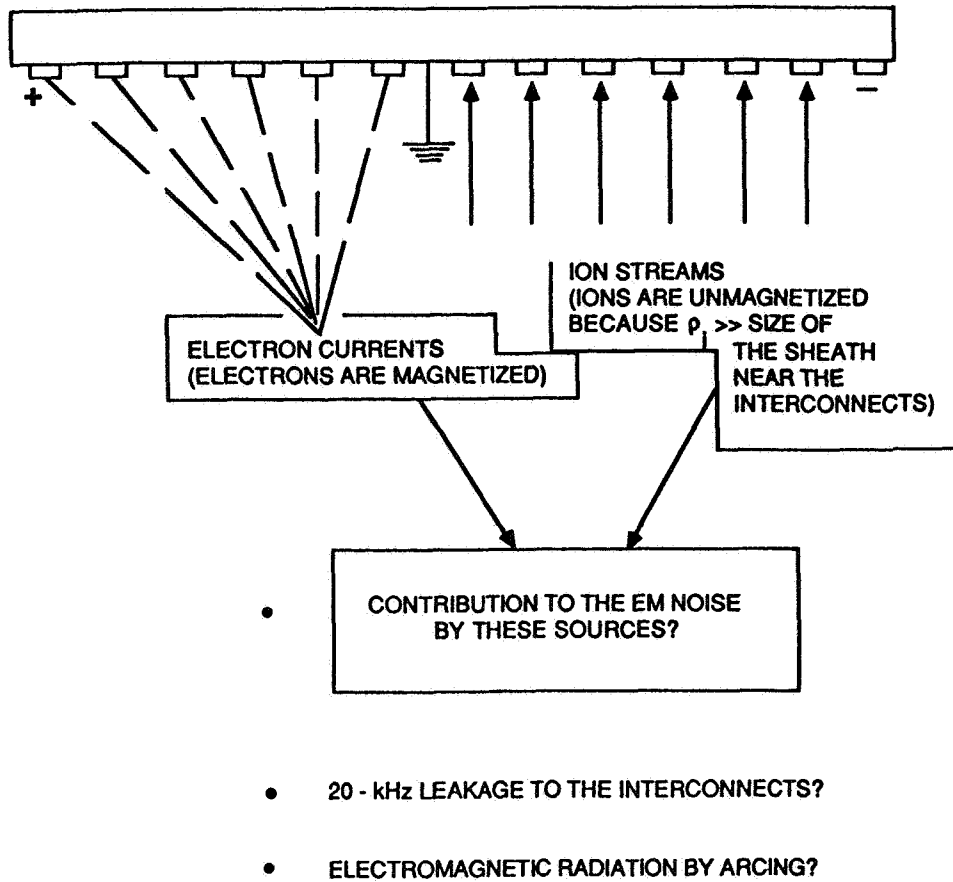 +
−
ION STREAMS
(IONS ARE UNMAGNETIZED
BECAUSE ρi >> SIZE OF
THE SHEATH
NEAR THE
INTERCONNECTS)
ELECTRON CURRENTS
(ELECTRONS ARE MAGNETIZED)
• CONTRIBUTION TO THE EM NOISE
BY THESE SOURCES?
• 20 - kHz LEAKAGE TO THE INTERCONNECTS?
• ELECTROMAGNETIC RADIATION BY ARCING?